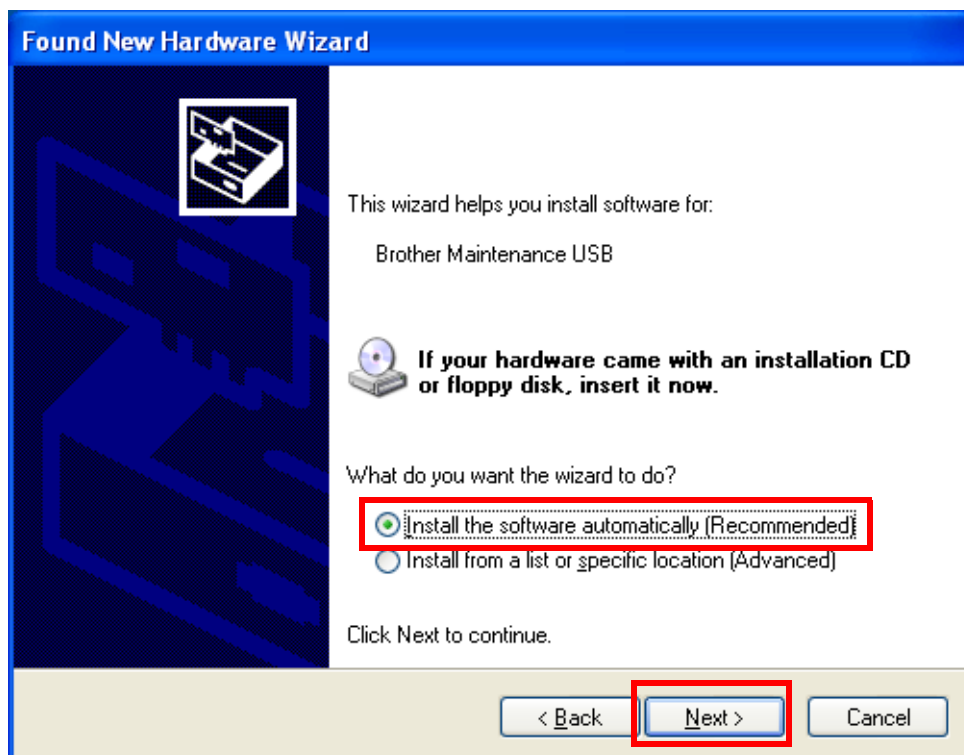 Found New Hardware Wizard
This wizard helps you install software for:
Brother Maintenance USB
If your hardware came with an installation CD
or floppy disk, insert it now.
What do you want the wizard to do?
Install the software automatically (Recommended)
Install from a list or specific location (Advanced)
Click Next to continue.
< Back Next > Cancel